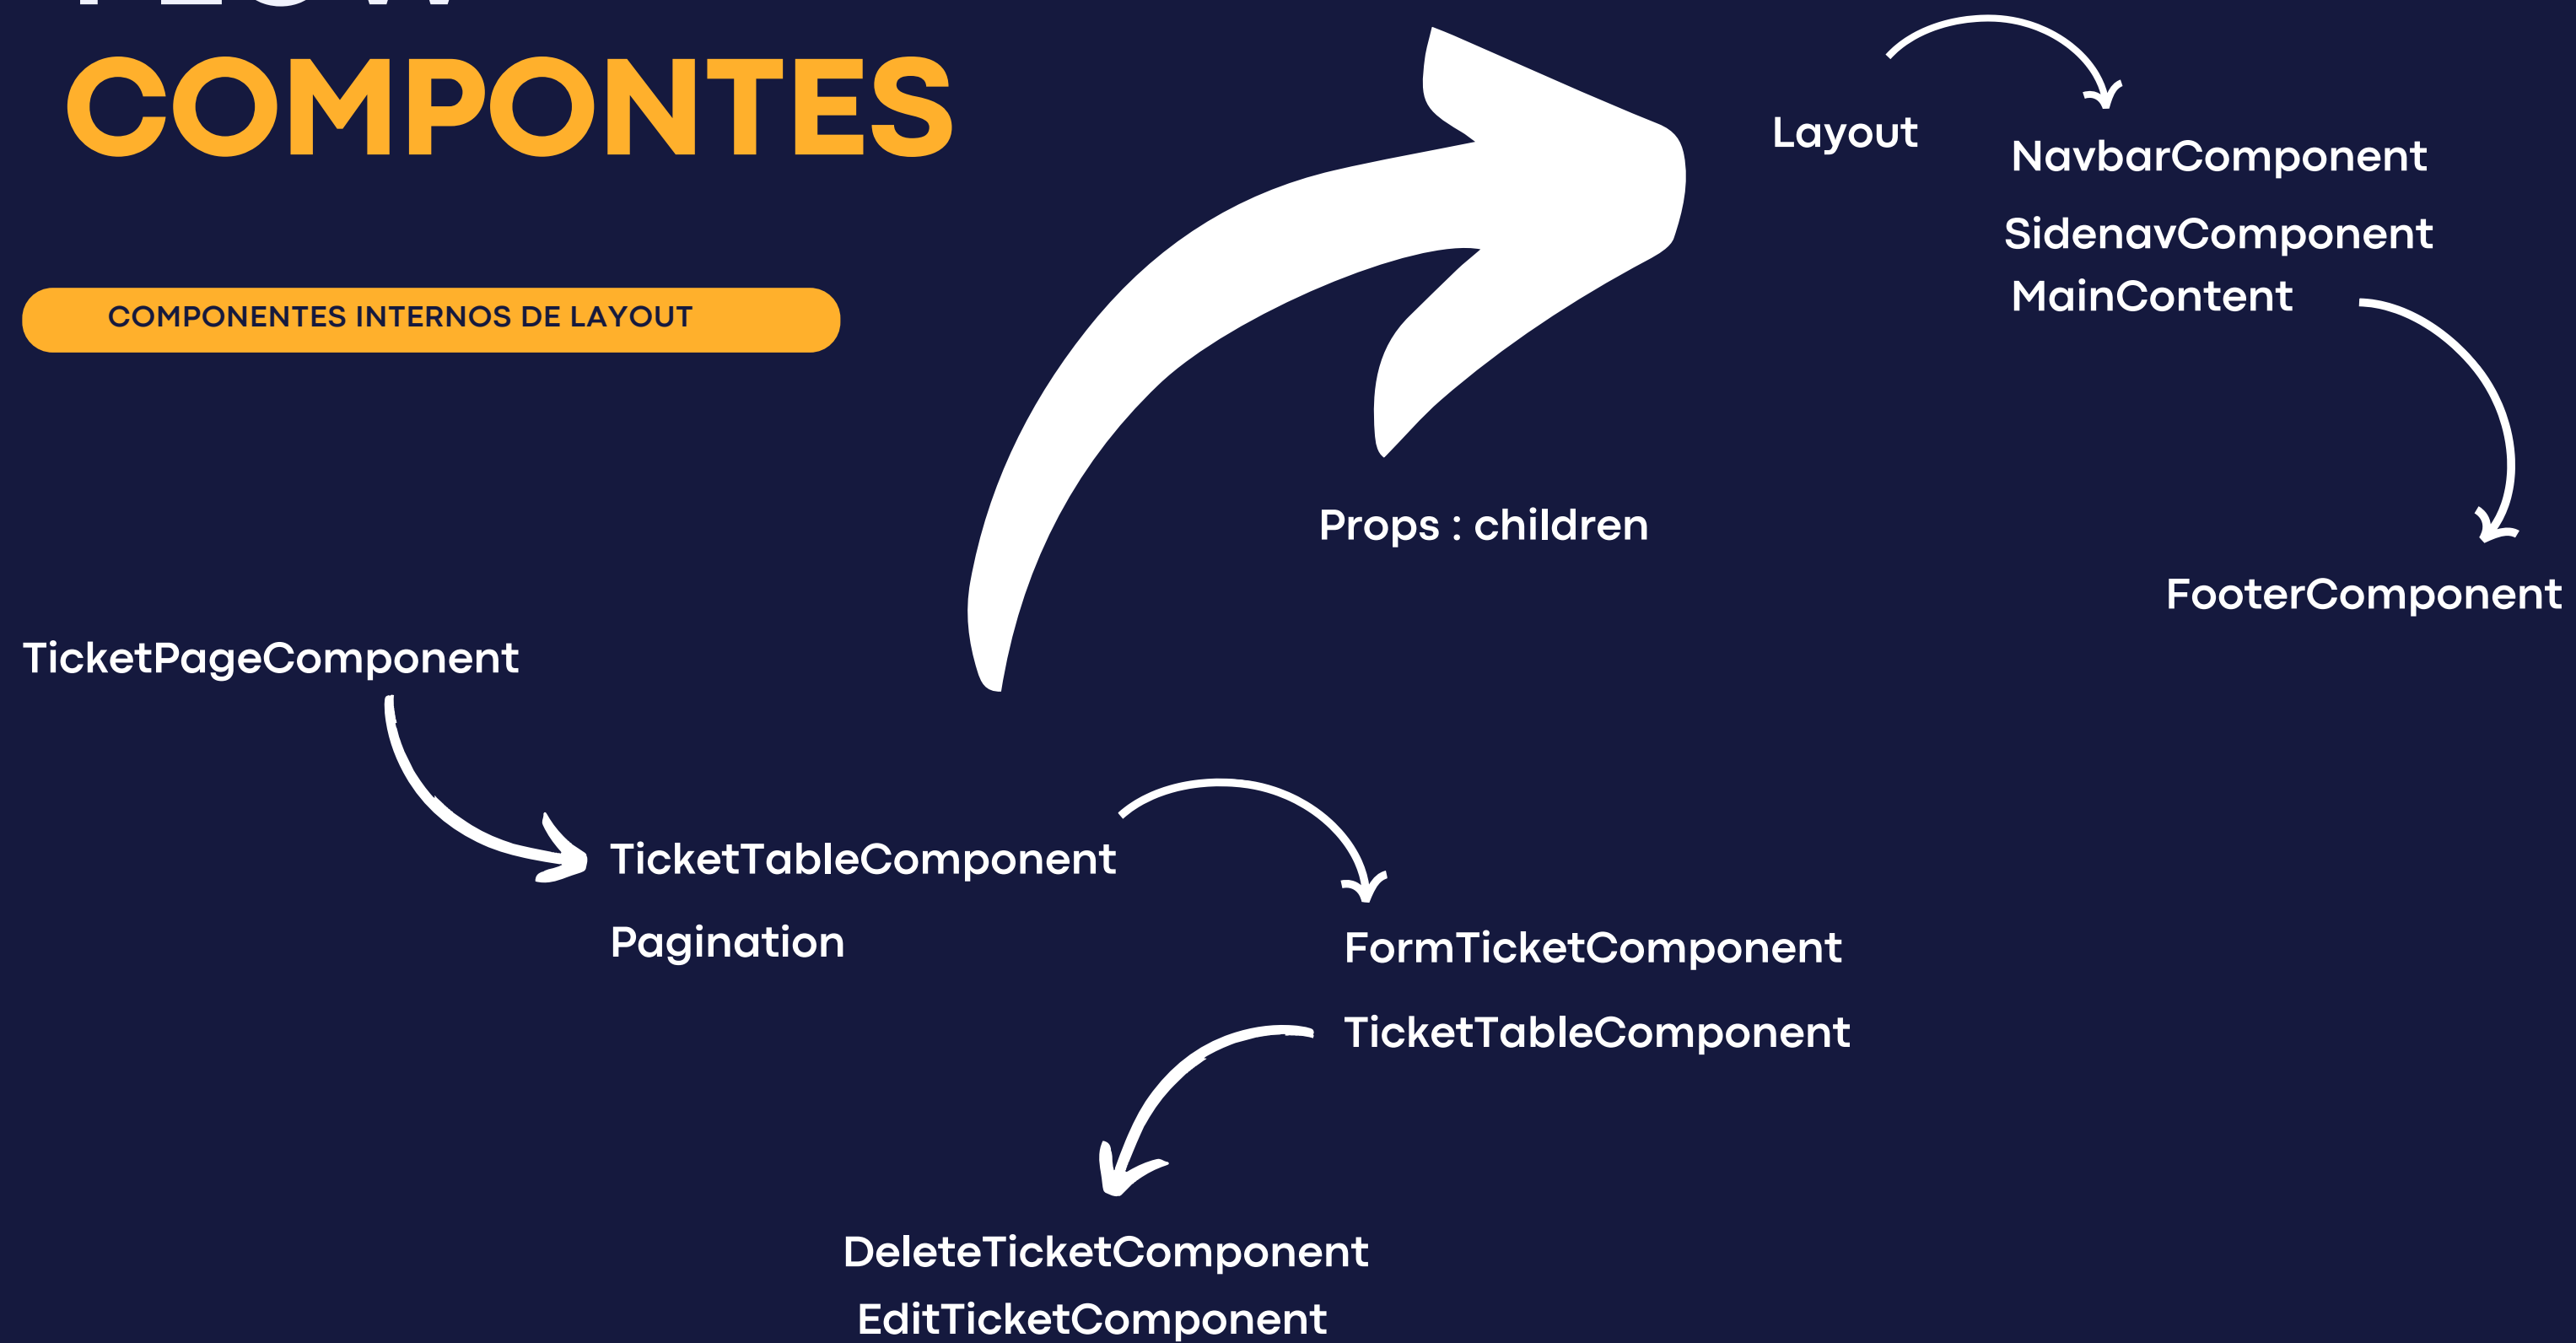 COMPONTES
COMPONENTES INTERNOS DE LAYOUT
Layout
NavbarComponent
SidenavComponent
MainContent
Props : children
FooterComponent
TicketPageComponent
TicketTableComponent
Pagination
FormTicketComponent
TicketTableComponent
DeleteTicketComponent
EditTicketComponent